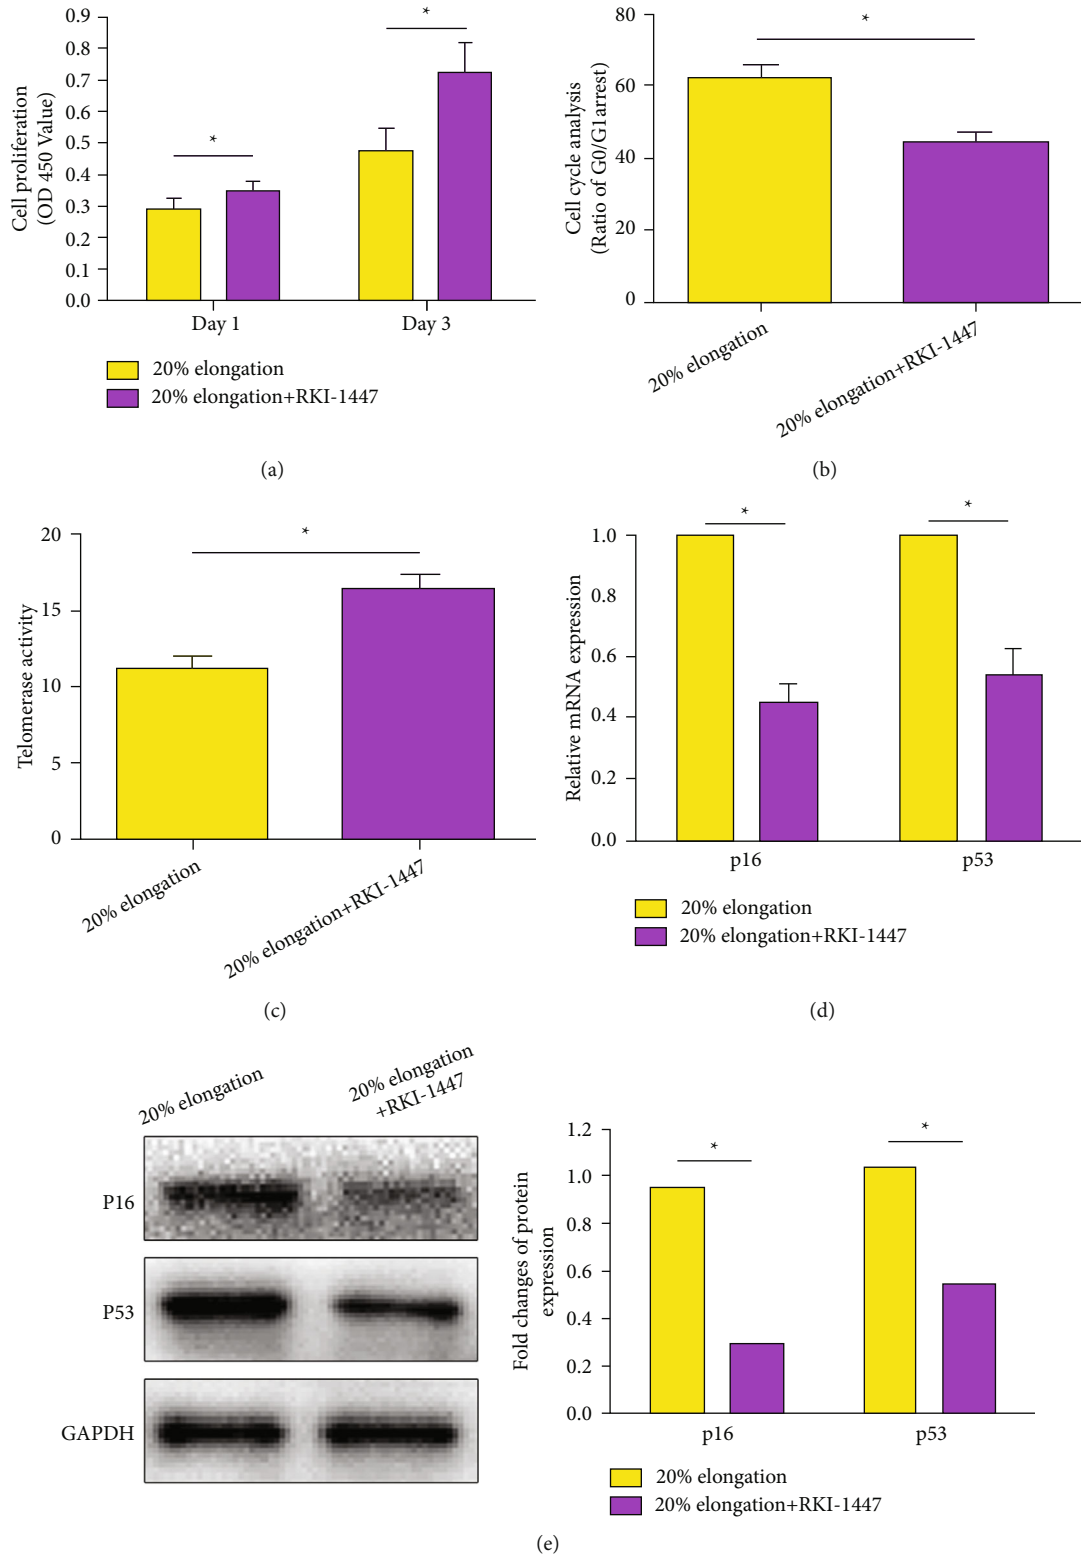 Cell proliferation
(OD 450 Value)
0.9
0.8
0.7
0.6
0.5
0.4
0.3
0.2
0.1
0.0
*
*
Day 1
Day 3
20% elongation
20% elongation+RKI-1447
(a)
Cell cycle analysis
(Ratio of G0/G1arrest)
80
60
40
20
0
*
20% elongation
20% elongation+RKI-1447
(b)
Telomerase activity
20
15
10
5
0
*
20% elongation
20% elongation+RKI-1447
(c)
Relative mRNA expression
1.0
0.8
0.6
0.4
0.2
0.0
*
*
p16
p53
20% elongation
20% elongation+RKI-1447
(d)
20% elongation
20% elongation
+RKI-1447
P16
P53
GAPDH
Fold changes of protein
expression
1.2
1.0
0.8
0.6
0.4
0.2
0.0
*
*
p16
p53
20% elongation
20% elongation+RKI-1447
(e)